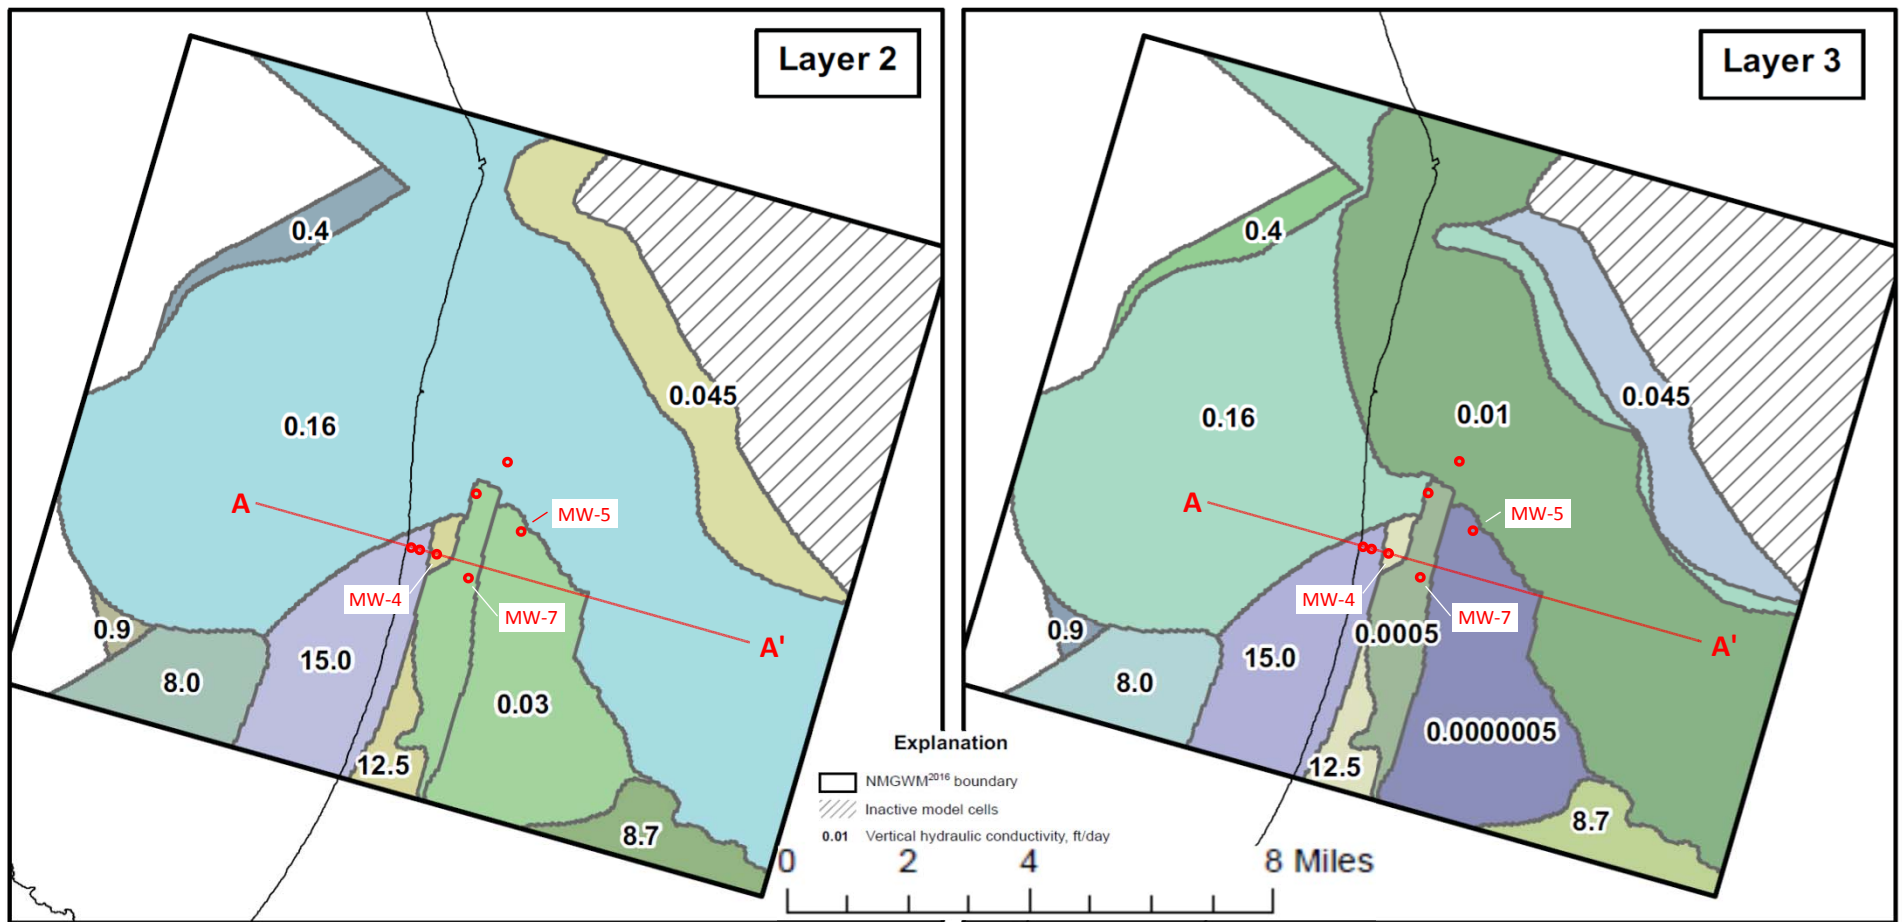 Layer 2
0.4
0.045
0.16
A
MW-5
MW-4
MW-7
A'
0.9
15.0
8.0
0.03
12.5
8.7
Layer 3
0.4
0.045
0.16
0.01
A
MW-5
MW-4
MW-7
0.9
0.0005
A'
15.0
8.0
0.0000005
12.5
8.7
Explanation
NMGWM2016 boundary
Inactive model cells
0.01 Vertical hydraulic conductivity, ft/day
0 2 4 8 Miles